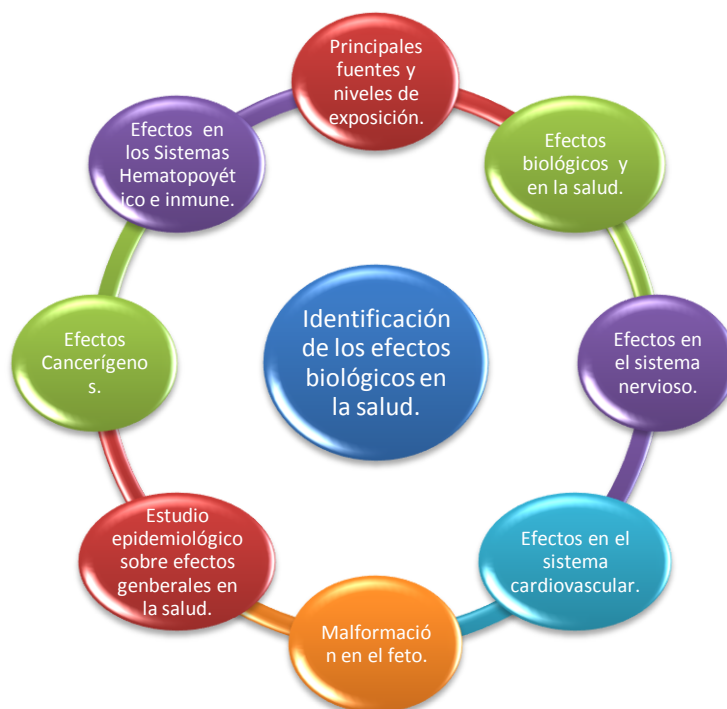 Principales
fuentes y
niveles de
exposición.
Efectos
biológicos y
en la salud.
Efectos en
el sistema
nervioso.
Efectos en el
sistema
cardiovascular.
Malformació
n en el feto.
Estudio
epidemiológico
sobre efectos
genberales en
la salud.
Efectos
Cancerígeno
s.
Efectos en
los Sistemas
Hematopoyét
ico e inmune.
Identificación
de los efectos
biológicos en
la salud.